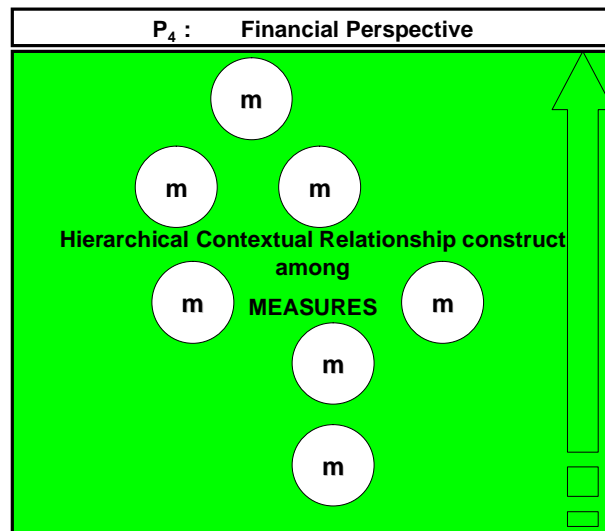 P₄ : Financial Perspective
m
m m
Hierarchical Contextual Relationship construct
among
m MEASURES m
m
m